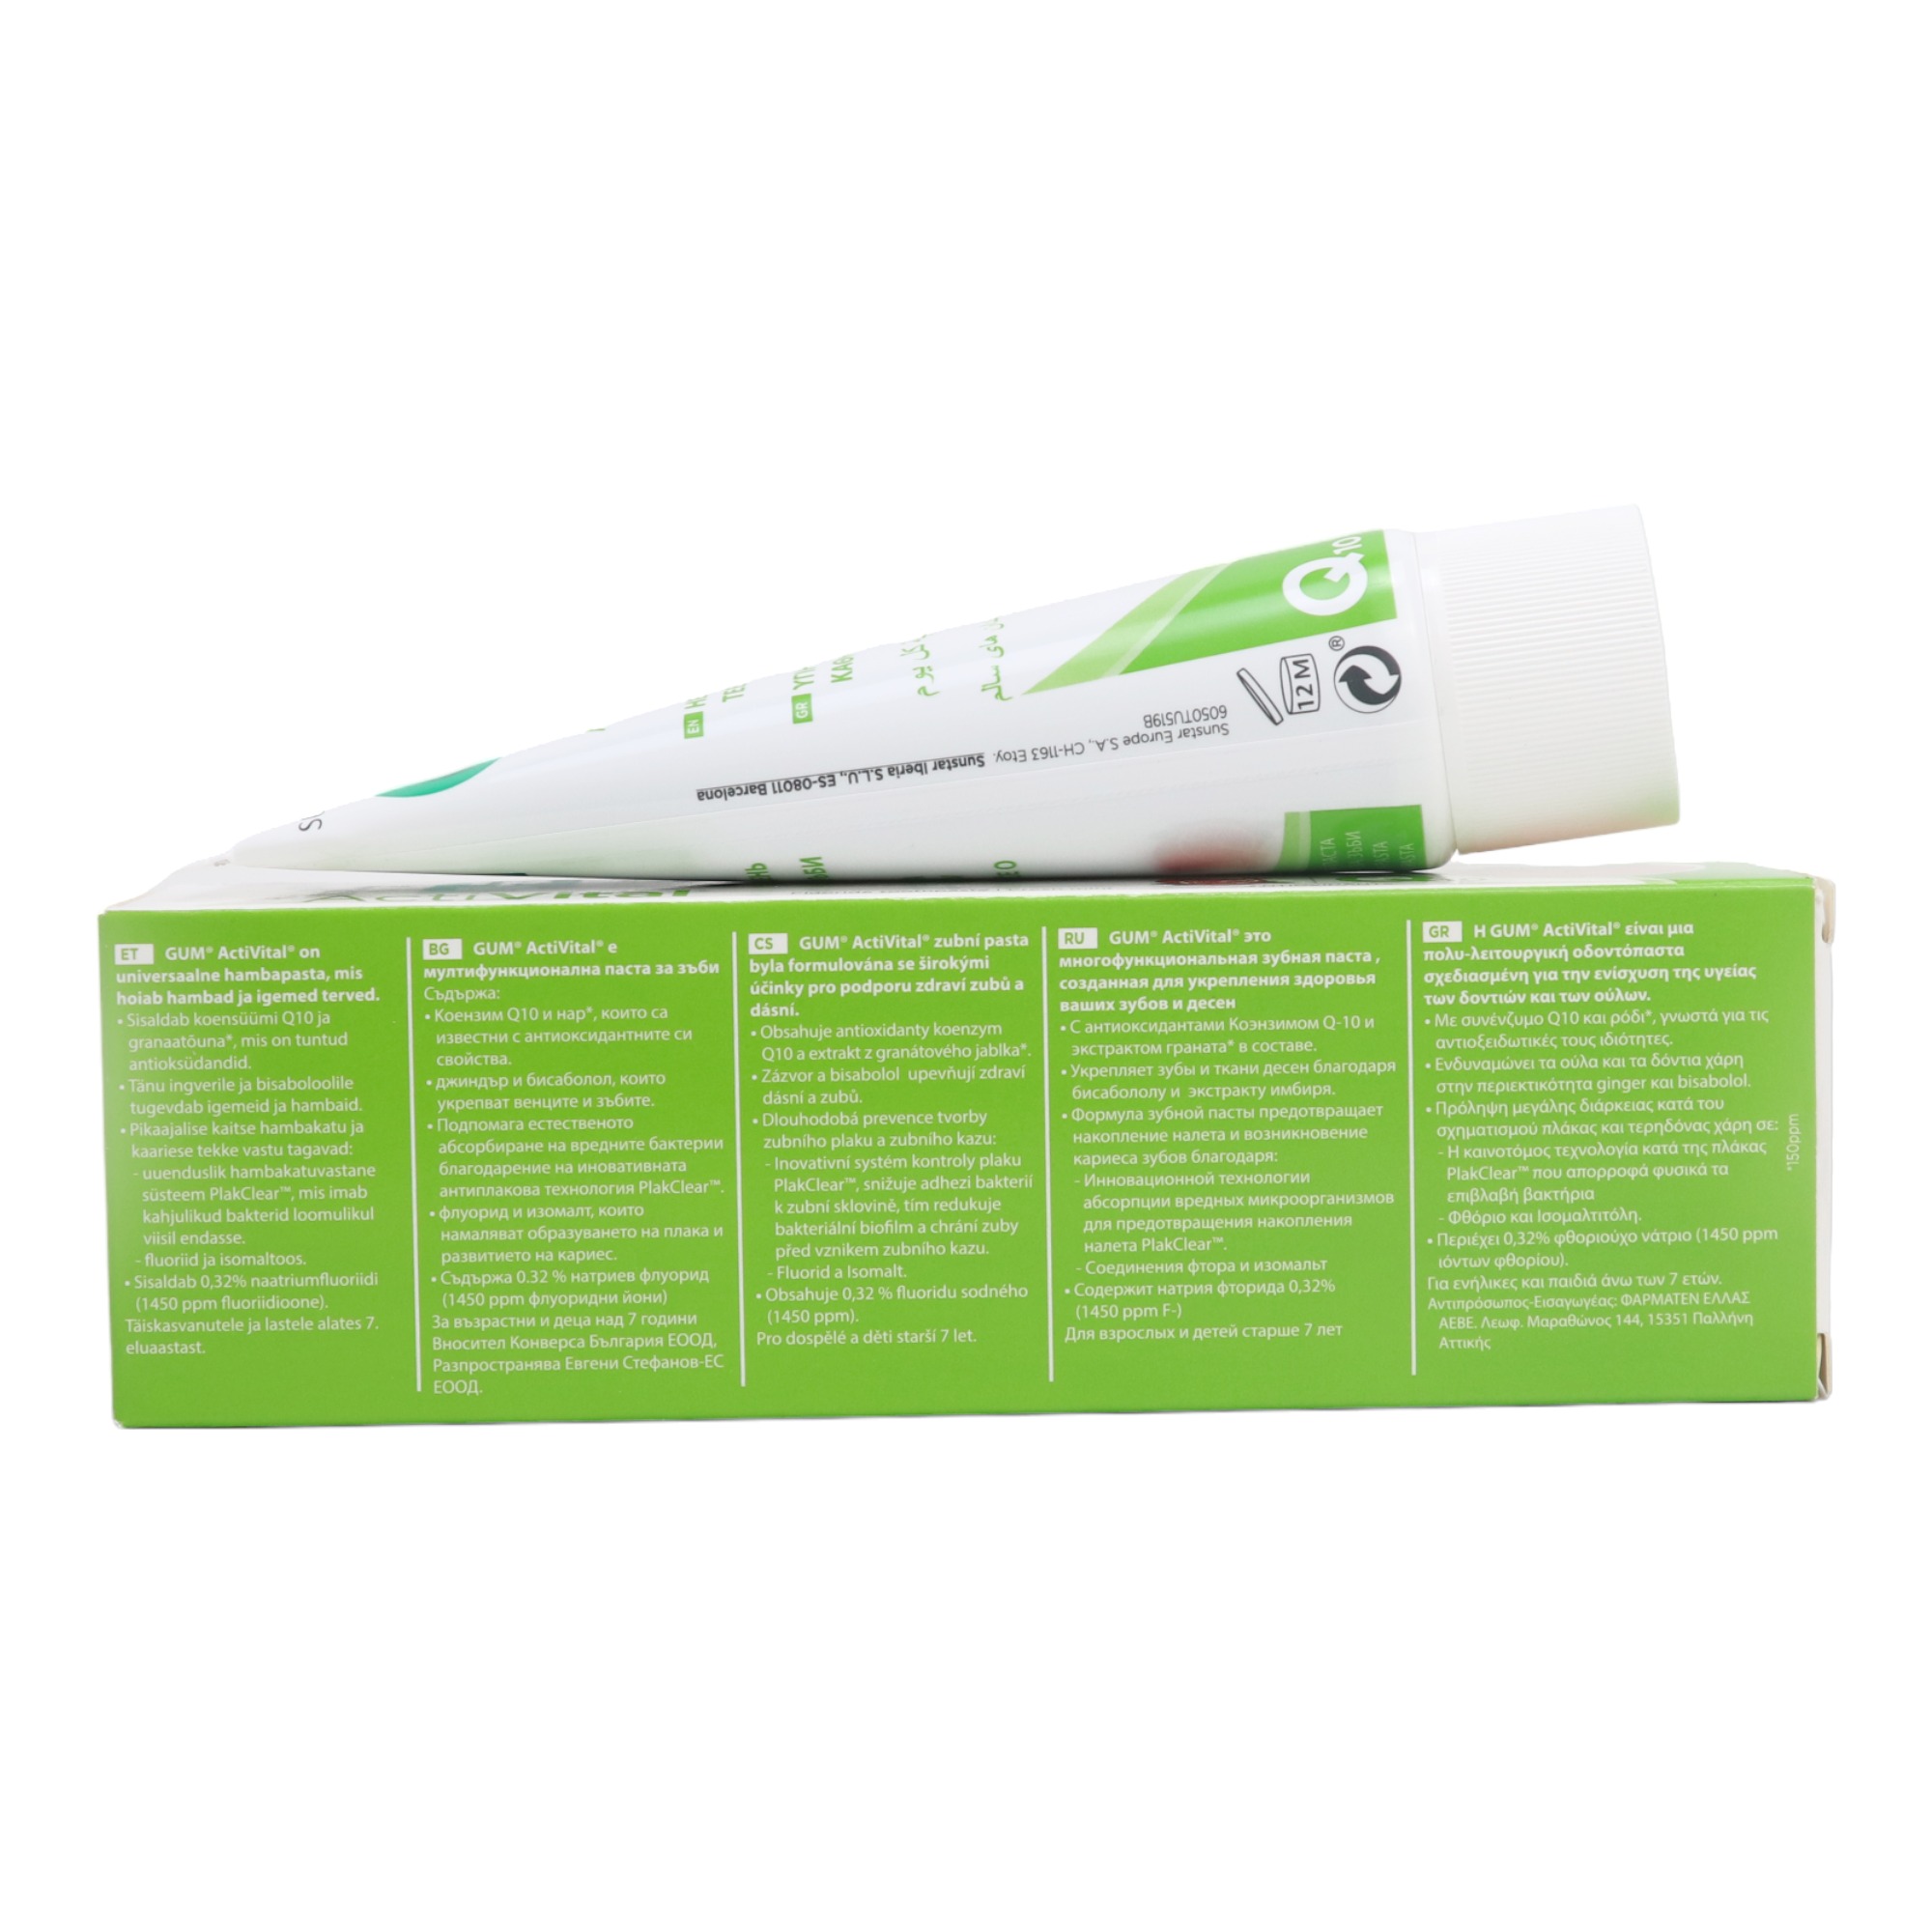 Q10
12 M
®
6050TU519B
Sunstar Europe S.A., CH-1163 Etoy.
Sunstar Iberia S.L.U., ES-08011 Barcelona
EN
GR
كل يوم
های سالم
ET GUM® ActiVital® on
universaalne hambapasta, mis
hoiab hambad ja igemed terved.
• Sisaldab koensüümi Q10 ja
granaatõuna*, mis on tuntud
antioksüdandid.
• Tänu ingverile ja bisaboloolile
tugevdab igemeid ja hambaid.
• Pikaajalise kaitse hambakatu ja
kaariese tekke vastu tagavad:
- uuenduslik hambakatuvastane
süsteem PlakClear™, mis imab
kahjulikud bakterid loomulikul
viisil endasse.
- fluoriid ja isomaltoos.
• Sisaldab 0,32% naatriumfluoriidi
(1450 ppm fluoriidioone).
Täiskasvanutele ja lastele alates 7.
eluaastast.
BG GUM® ActiVital® е
мултифункционална паста за зъби
Съдържа:
• Коензим Q10 и нар*, които са
известни с антиоксидантните си
свойства.
• джиндър и бисаболол, които
укрепват венците и зъбите.
• Подпомага естественото
абсорбиране на вредните бактерии
благодарение на иновативната
антиплакова технология PlakClear™.
• флуорид и изомалт, които
намаляват образуването на плака и
развитието на кариес.
• Съдържа 0.32 % натриев флуорид
(1450 ppm флуоридни йони)
За възрастни и деца над 7 години
Вносител Конверса България ЕООД,
Разпространява Евгени Стефанов-ЕС
ЕООД.
CS GUM® ActiVital® zubní pasta
byla formulována se širokými
účinky pro podporu zdraví zubů a
dásní.
• Obsahuje antioxidanty koenzym
Q10 a extrakt z granátového jablka*.
• Zázvor a bisabolol upevňují zdraví
dásní a zubů.
• Dlouhodobá prevence tvorby
zubního plaku a zubního kazu:
- Inovativní systém kontroly plaku
PlakClear™, snižuje adhezi bakterií
k zubní sklovině, tím redukuje
bakteriální biofilm a chrání zuby
před vznikem zubního kazu.
- Fluorid a Isomalt.
• Obsahuje 0,32 % fluoridu sodného
(1450 ppm).
Pro dospělé a děti starší 7 let.
RU GUM® ActiVital® это
многофункциональная зубная паста ,
созданная для укрепления здоровья
ваших зубов и десен
• С антиоксидантами Коэнзимом Q-10 и
экстрактом граната* в составе.
• Укрепляет зубы и ткани десен благодаря
бисабололу и экстракту имбиря.
• Формула зубной пасты предотвращает
накопление налета и возникновение
кариеса зубов благодаря:
- Инновационной технологии
абсорпции вредных микроорганизмов
для предотвращения накопления
налета PlakClear™.
- Соединения фтора и изомальт
• Содержит натрия фторида 0,32%
(1450 ppm F-)
Для взрослых и детей старше 7 лет
GR Η GUM® ActiVital® είναι μια
πολυ-λειτουργική οδοντόπαστα
σχεδιασμένη για την ενίσχυση της υγείας
των δοντιών και των ούλων.
• Με συνένζυμο Q10 και ρόδι*, γνωστά για τις
αντιοξειδωτικές τους ιδιότητες.
• Ενδυναμώνει τα ούλα και τα δόντια χάρη
στην περιεκτικότητα ginger και bisabolol.
• Πρόληψη μεγάλης διάρκειας κατά του
σχηματισμού πλάκας και τερηδόνας χάρη σε:
- Η καινοτόμος τεχνολογία κατά της πλάκας
PlakClear™ που απορροφά φυσικά τα
επιβλαβή βακτήρια
- Φθόριο και Ισομαλτιτόλη.
• Περιέχει 0,32% φθοριούχο νάτριο (1450 ppm
ιόντων φθορίου).
Για ενήλικες και παιδιά άνω των 7 ετών.
Αντιπρόσωπος-Εισαγωγέας: ΦΑΡΜΑΤΕΝ ΕΛΛΑΣ
ΑΕΒΕ. Λεωφ. Μαραθώνος 144, 15351 Παλλήνη
Αττικής
*150ppm